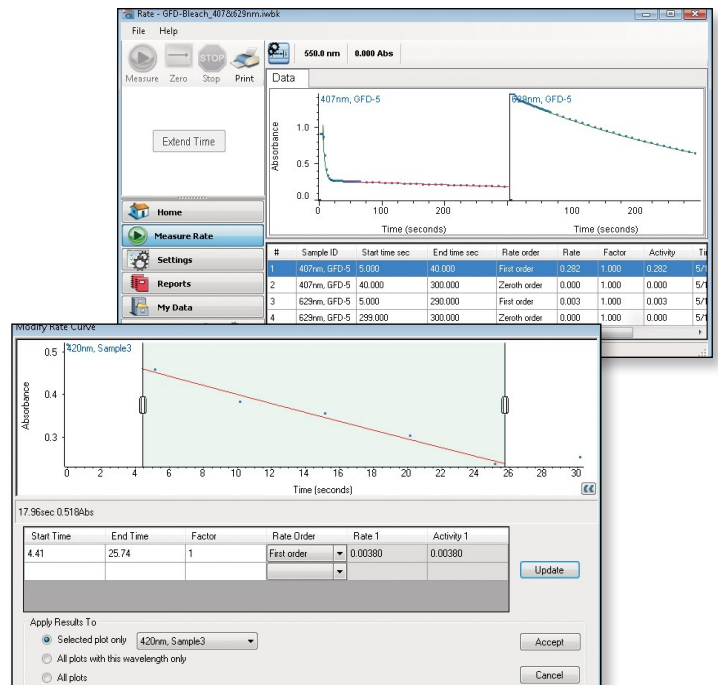 Rate - GFD-Bleach_407&629nm.iwbk
File Help
Measure Zero Stop Print
550.0 nm 0.000 Abs
Data
Extend Time
Home
Measure Rate
Settings
Reports
My Data
407nm, GFD-5
629nm, GFD-5
Absorbance
1.0
0.5
0.0
0 100 200
100 200
Time (seconds)
Time (seconds)
# Sample ID Start time sec End time sec Rate order Rate Factor Activity Ti
1 407nm, GFD-5 5.000 40.000 First order 0.282 1.000 0.282 5/1
2 407nm, GFD-5 40.000 300.000 Zeroth order 0.000 1.000 0.000 5/1
3 629nm, GFD-5 5.000 290.000 First order 0.003 1.000 0.003 5/1
4 629nm, GFD-5 299.000 300.000 Zeroth order 0.000 1.000 0.000 5/1
Modify Rate Curve
420nm, Sample3
Absorbance
0.5
0.4
0.3
0 2 4 6 8 10 12 14 16 18 20 22 24 26 28 30
Time (seconds)
17.96sec 0.518Abs
Start Time End Time Factor Rate Order Rate 1 Activity 1
4.41 25.74 1 First order 0.00380 0.00380
Update
Apply Results To
Selected plot only 420nm, Sample3
All plots with this wavelength only
All plots
Accept
Cancel